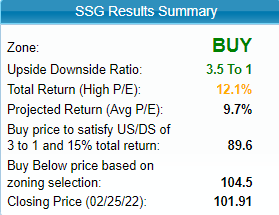 SSG Results Summary
Zone: BUY
Upside Downside Ratio: 3.5 To 1
Total Return (High P/E): 12.1%
Projected Return (Avg P/E): 9.7%
Buy price to satisfy US/DS of
3 to 1 and 15% total return: 89.6
Buy Below price based on
zoning selection: 104.5
Closing Price (02/25/22): 101.91